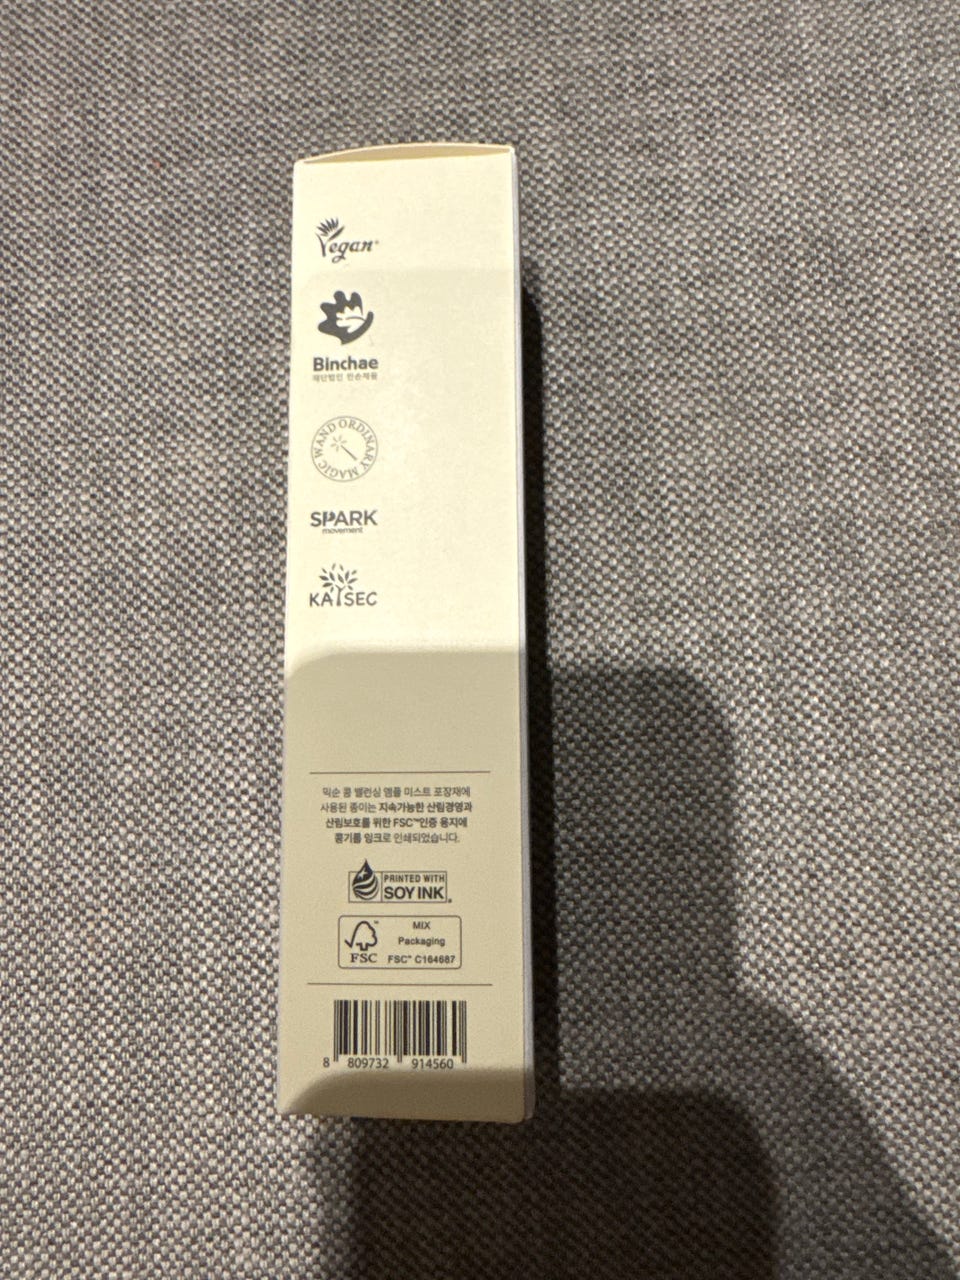 Vegan
Binchae
재단법인 빈손채움
MAGIC WAND ORDINARY
SPARK
movement
KATSEC
믹순 콩 밸런싱 앰플 미스트 포장재에
사용된 종이는 지속가능한 산림경영과
산림보호를 위한 FSC™인증 용지에
콩기름 잉크로 인쇄되었습니다.
PRINTED WITH
SOY INK
™
FSC
MIX
Packaging
FSC™ C164687
8 809732 914560